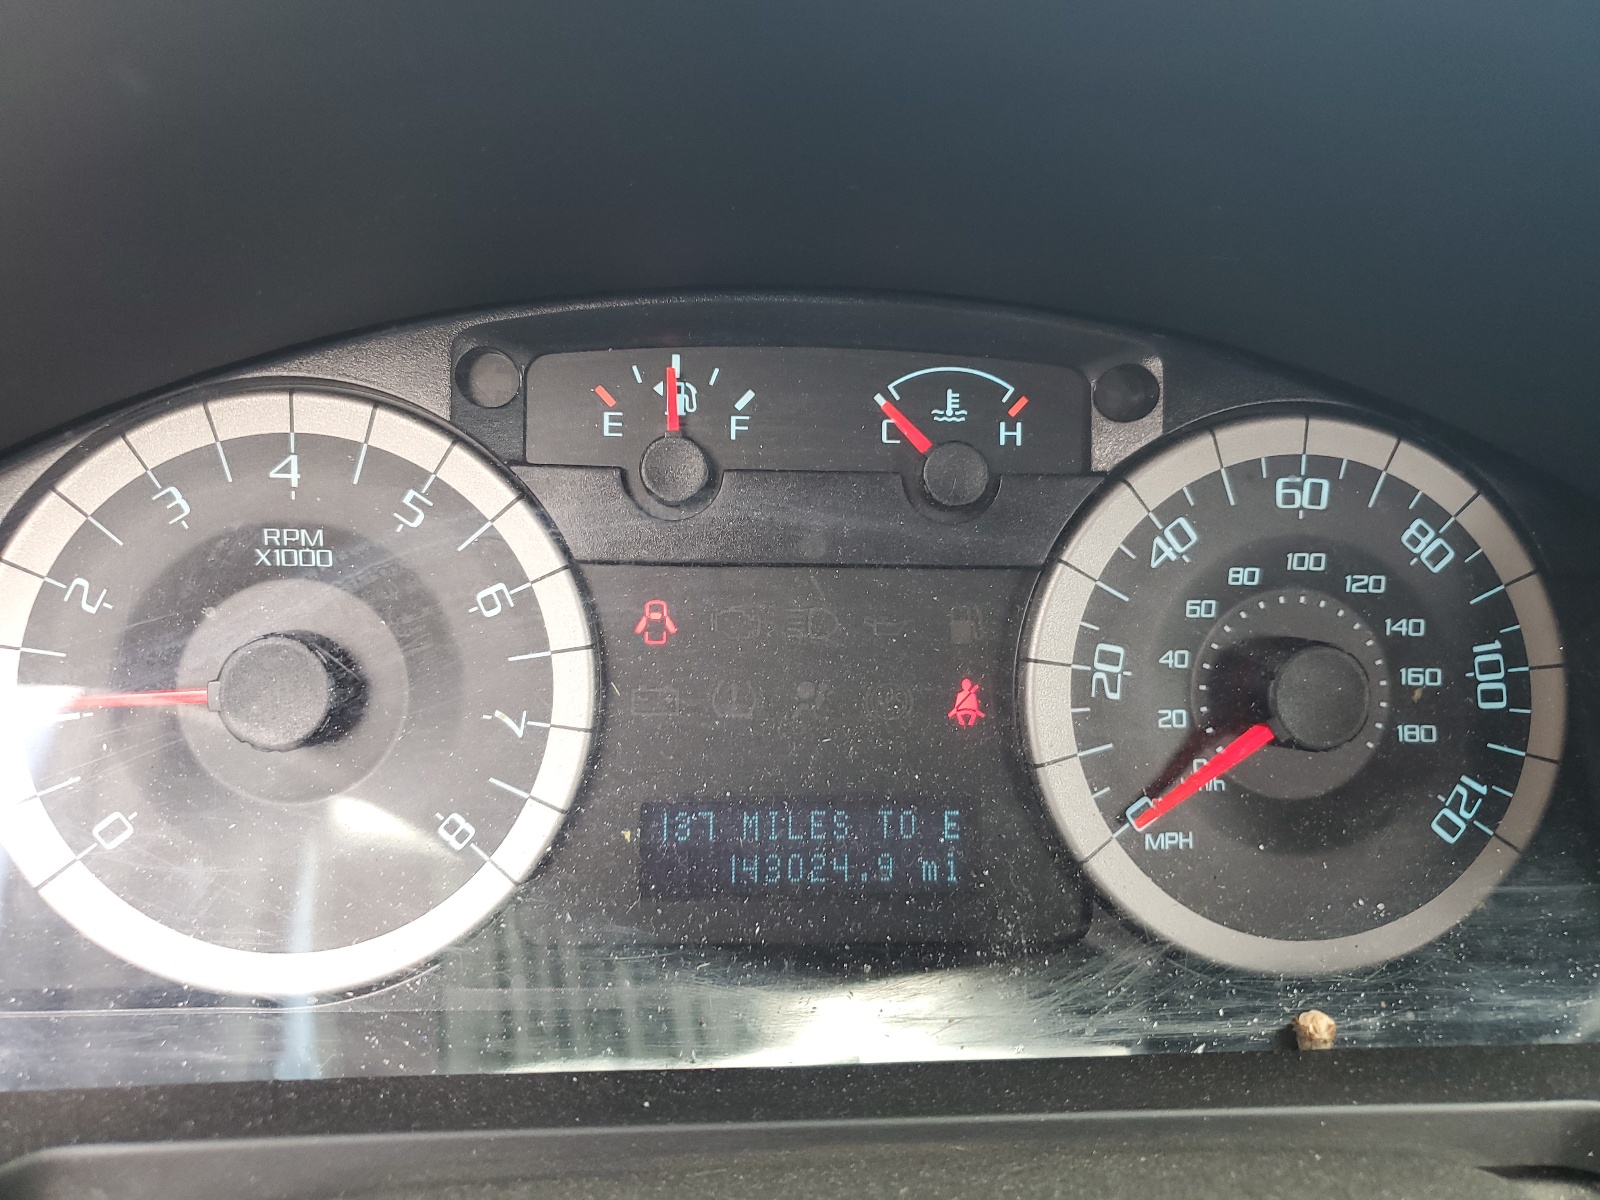 E F
C H
0 2 3 4 5 6 7 8
RPM
X1000
0 20 40 60 80 100 120
MPH
20 40 60 80 100 120 140 160 180
137 MILES TO E
143024.9 mi